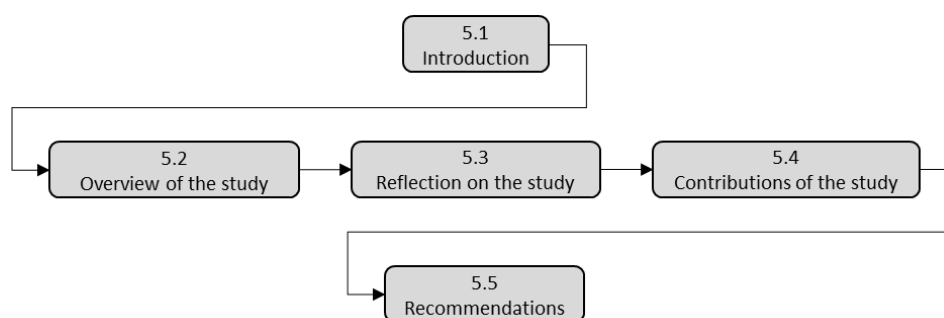 5.1
Introduction
5.2
Overview of the study
5.3
Reflection on the study
5.4
Contributions of the study
5.5
Recommendations